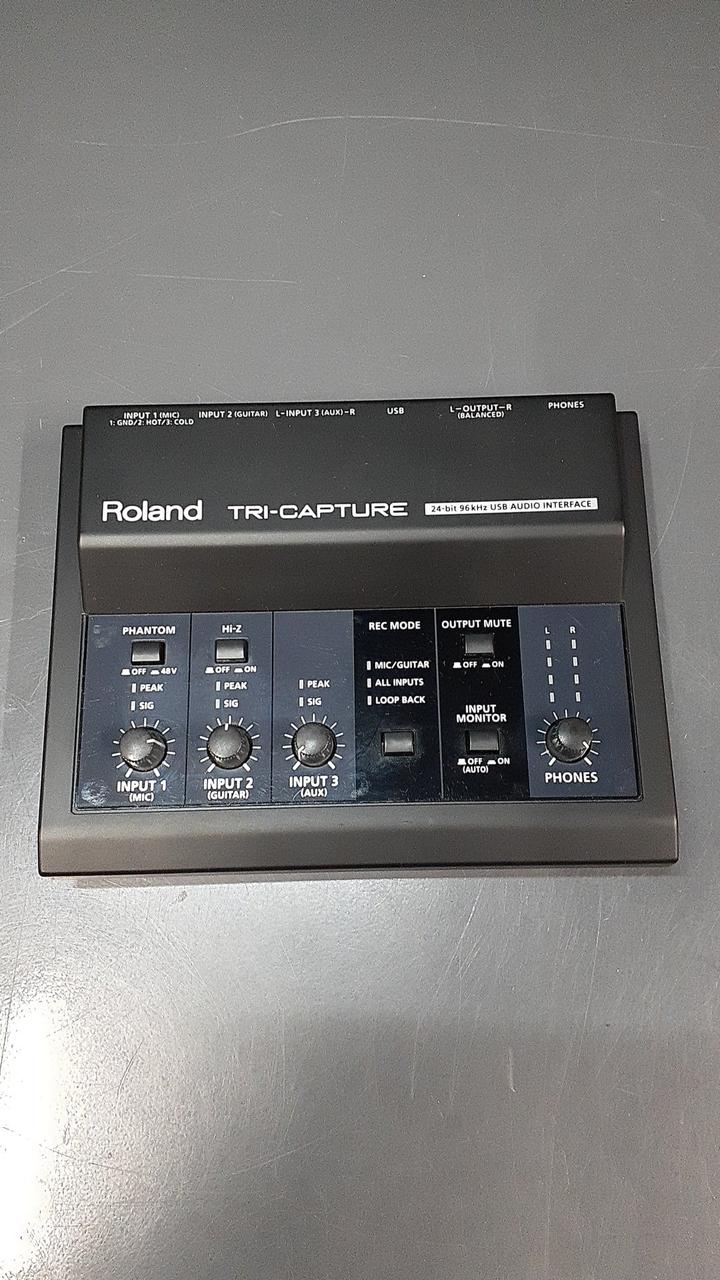 INPUT 1 (MIC)
1: GND/2: HOT/3: COLD
INPUT 2 (GUITAR)
L-INPUT 3 (AUX)-R
USB
L-OUTPUT-R
(BALANCED)
PHONES
Roland
TRI-CAPTURE
24-bit 96kHz USB AUDIO INTERFACE
PHANTOM
OFF 48V
PEAK
SIG
INPUT 1
(MIC)
Hi-Z
OFF ON
PEAK
SIG
INPUT 2
(GUITAR)
PEAK
SIG
INPUT 3
(AUX)
REC MODE
MIC/GUITAR
ALL INPUTS
LOOP BACK
OUTPUT MUTE
OFF ON
INPUT
MONITOR
OFF ON
(AUTO)
L R
PHONES